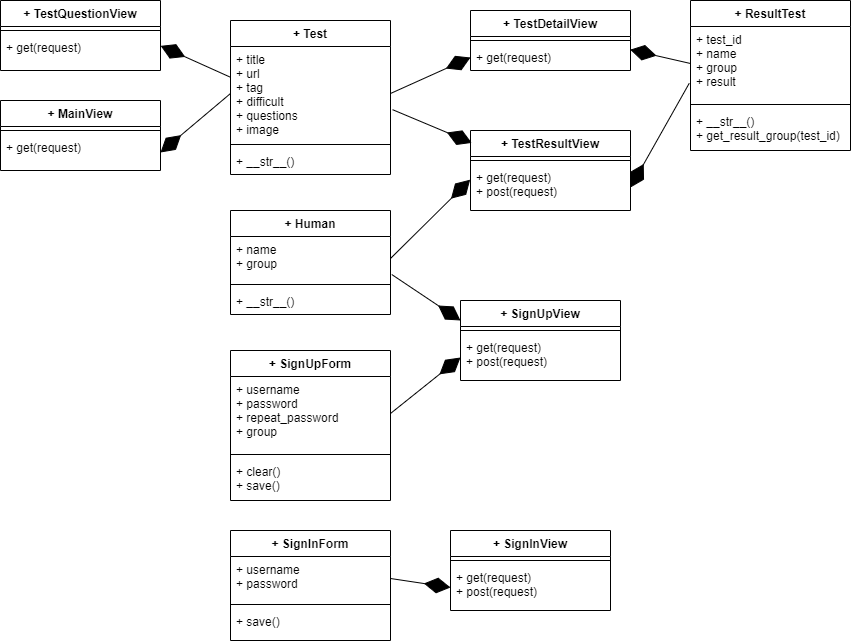 + TestQuestionView
+ get(request)
+ MainView
+ get(request)
+ Test
+ title
+ url
+ tag
+ difficult
+ questions
+ image
+ __str__()
+ TestDetailView
+ get(request)
+ ResultTest
+ test_id
+ name
+ group
+ result
+ __str__()
+ get_result_group(test_id)
+ TestResultView
+ get(request)
+ post(request)
+ Human
+ name
+ group
+ __str__()
+ SignUpView
+ get(request)
+ post(request)
+ SignUpForm
+ username
+ password
+ repeat_password
+ group
+ clear()
+ save()
+ SignInForm
+ username
+ password
+ save()
+ SignInView
+ get(request)
+ post(request)